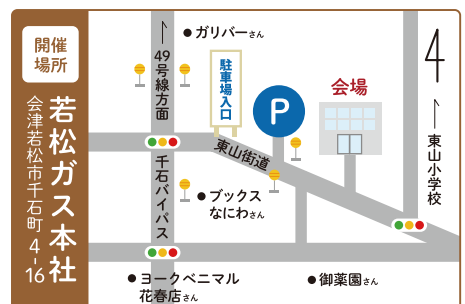 開催
場所
若松ガス本社
会津若松市千石町4-16
49号線方面
ガリバーさん
駐車場入口
P
会場
4
東山小学校
東山街道
千石バイパス
ブックス
なにわさん
ヨークベニマル
花春店さん
御薬園さん